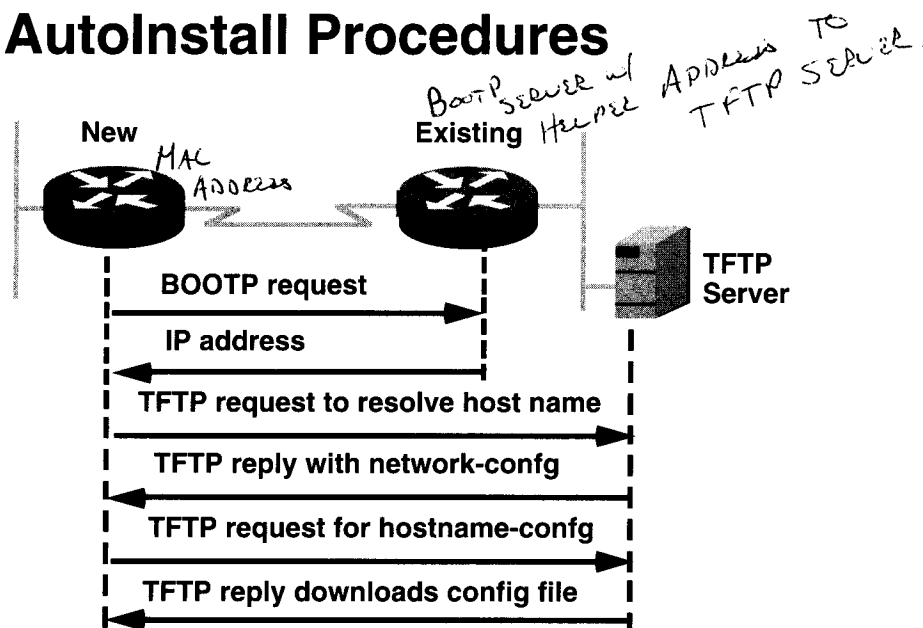 AutoInstall Procedures
BOOTP SERVER w/
HELPER ADDRESS TO
TFTP SERVER
New
Existing
MAC
ADDRESS
TFTP
Server
BOOTP request
IP address
TFTP request to resolve host name
TFTP reply with network-confg
TFTP request for hostname-confg
TFTP reply downloads config file